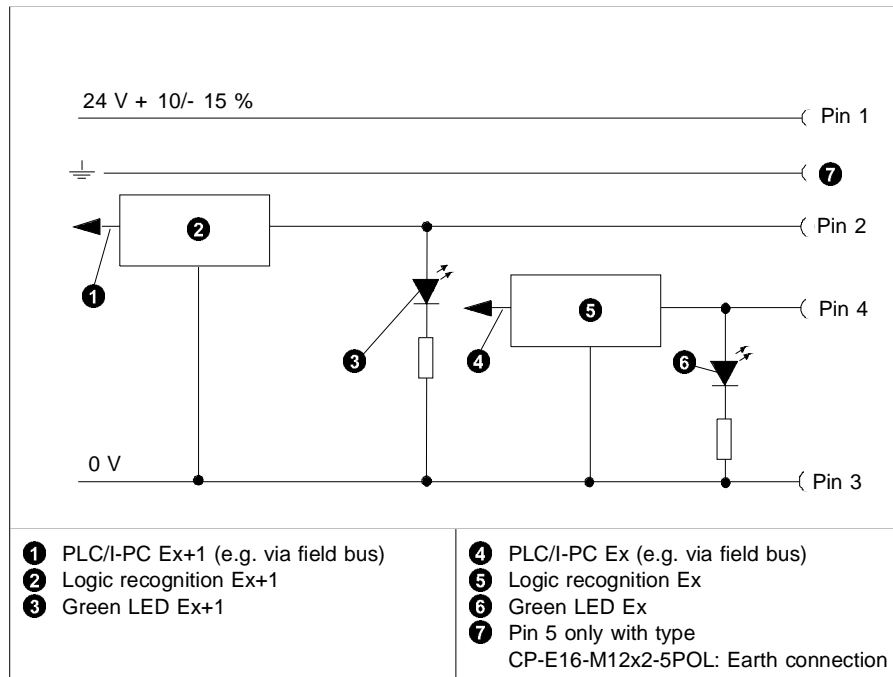 24 V + 10/- 15 %
Pin 1
7
2
Pin 2
1
5
Pin 4
3
4
6
0 V
Pin 3
1 PLC/I-PC Ex+1 (e.g. via field bus)
2 Logic recognition Ex+1
3 Green LED Ex+1
4 PLC/I-PC Ex (e.g. via field bus)
5 Logic recognition Ex
6 Green LED Ex
7 Pin 5 only with type
CP-E16-M12x2-5POL: Earth connection